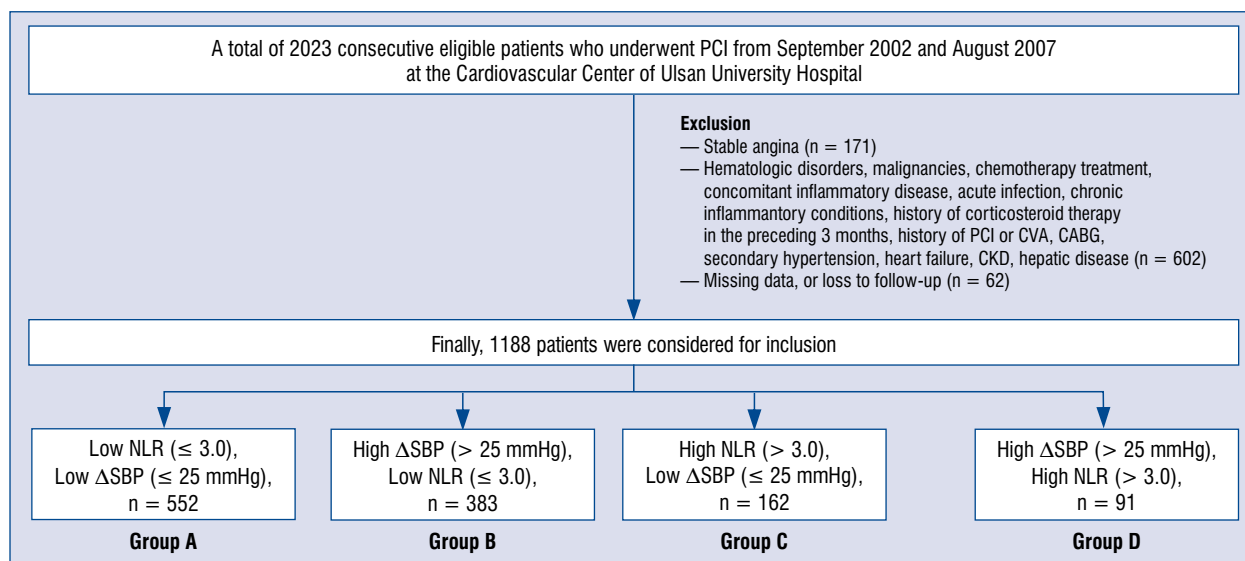 A total of 2023 consecutive eligible patients who underwent PCI from September 2002 and August 2007
at the Cardiovascular Center of Ulsan University Hospital
Exclusion
— Stable angina (n = 171)
— Hematologic disorders, malignancies, chemotherapy treatment,
concomitant inflammatory disease, acute infection, chronic
inflammantory conditions, history of corticosteroid therapy
in the preceding 3 months, history of PCI or CVA, CABG,
secondary hypertension, heart failure, CKD, hepatic disease (n = 602)
— Missing data, or loss to follow-up (n = 62)
Finally, 1188 patients were considered for inclusion
Low NLR (≤ 3.0),
Low ΔSBP (≤ 25 mmHg),
n = 552
Group A
High ΔSBP (> 25 mmHg),
Low NLR (≤ 3.0),
n = 383
Group B
High NLR (> 3.0),
Low ΔSBP (≤ 25 mmHg),
n = 162
Group C
High ΔSBP (> 25 mmHg),
High NLR (> 3.0),
n = 91
Group D